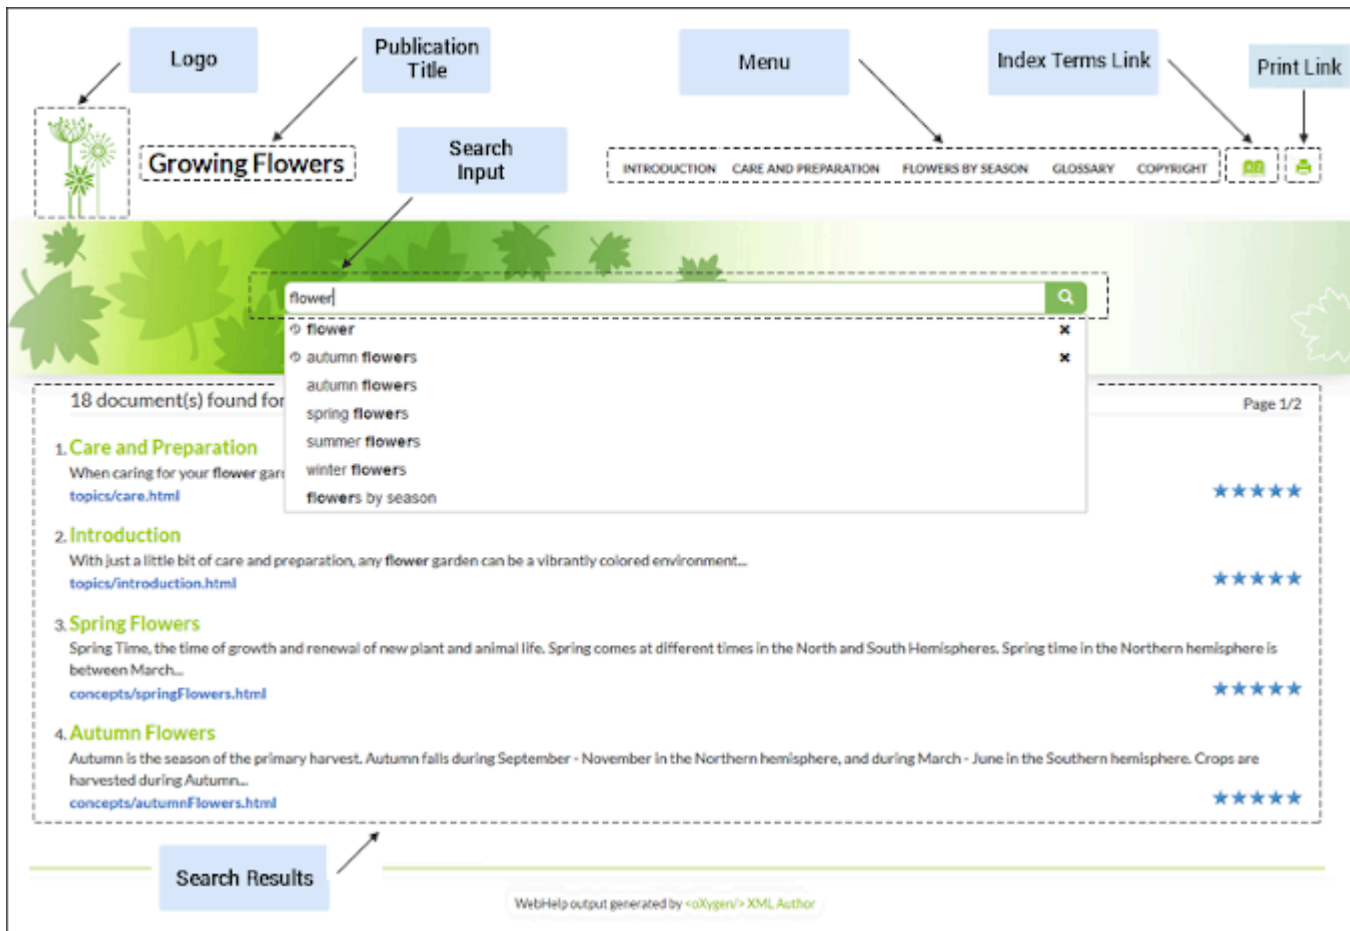 Logo
Publication
Title
Menu
Index Terms Link
Print Link
Search
Input
Growing Flowers
INTRODUCTION CARE AND PREPARATION FLOWERS BY SEASON GLOSSARY COPYRIGHT
flower
flower
autumn flowers
autumn flowers
spring flowers
summer flowers
winter flowers
flowers by season
18 document(s) found for
Page 1/2
1. Care and Preparation
When caring for your flower
topics/care.html
2. Introduction
With just a little bit of care and preparation, any flower garden can be a vibrantly colored environment...
topics/introduction.html
3. Spring Flowers
Spring Time, the time of growth and renewal of new plant and animal life. Spring comes at different times in the North and South Hemispheres. Spring time in the Northern hemisphere is
between March...
concepts/springFlowers.html
4. Autumn Flowers
Autumn is the season of the primary harvest. Autumn falls during September - November in the Northern hemisphere, and during March - June in the Southern hemisphere. Crops are
harvested during Autumn...
concepts/autumnFlowers.html
Search Results
WebHelp output generated by <oXygen/> XML Author